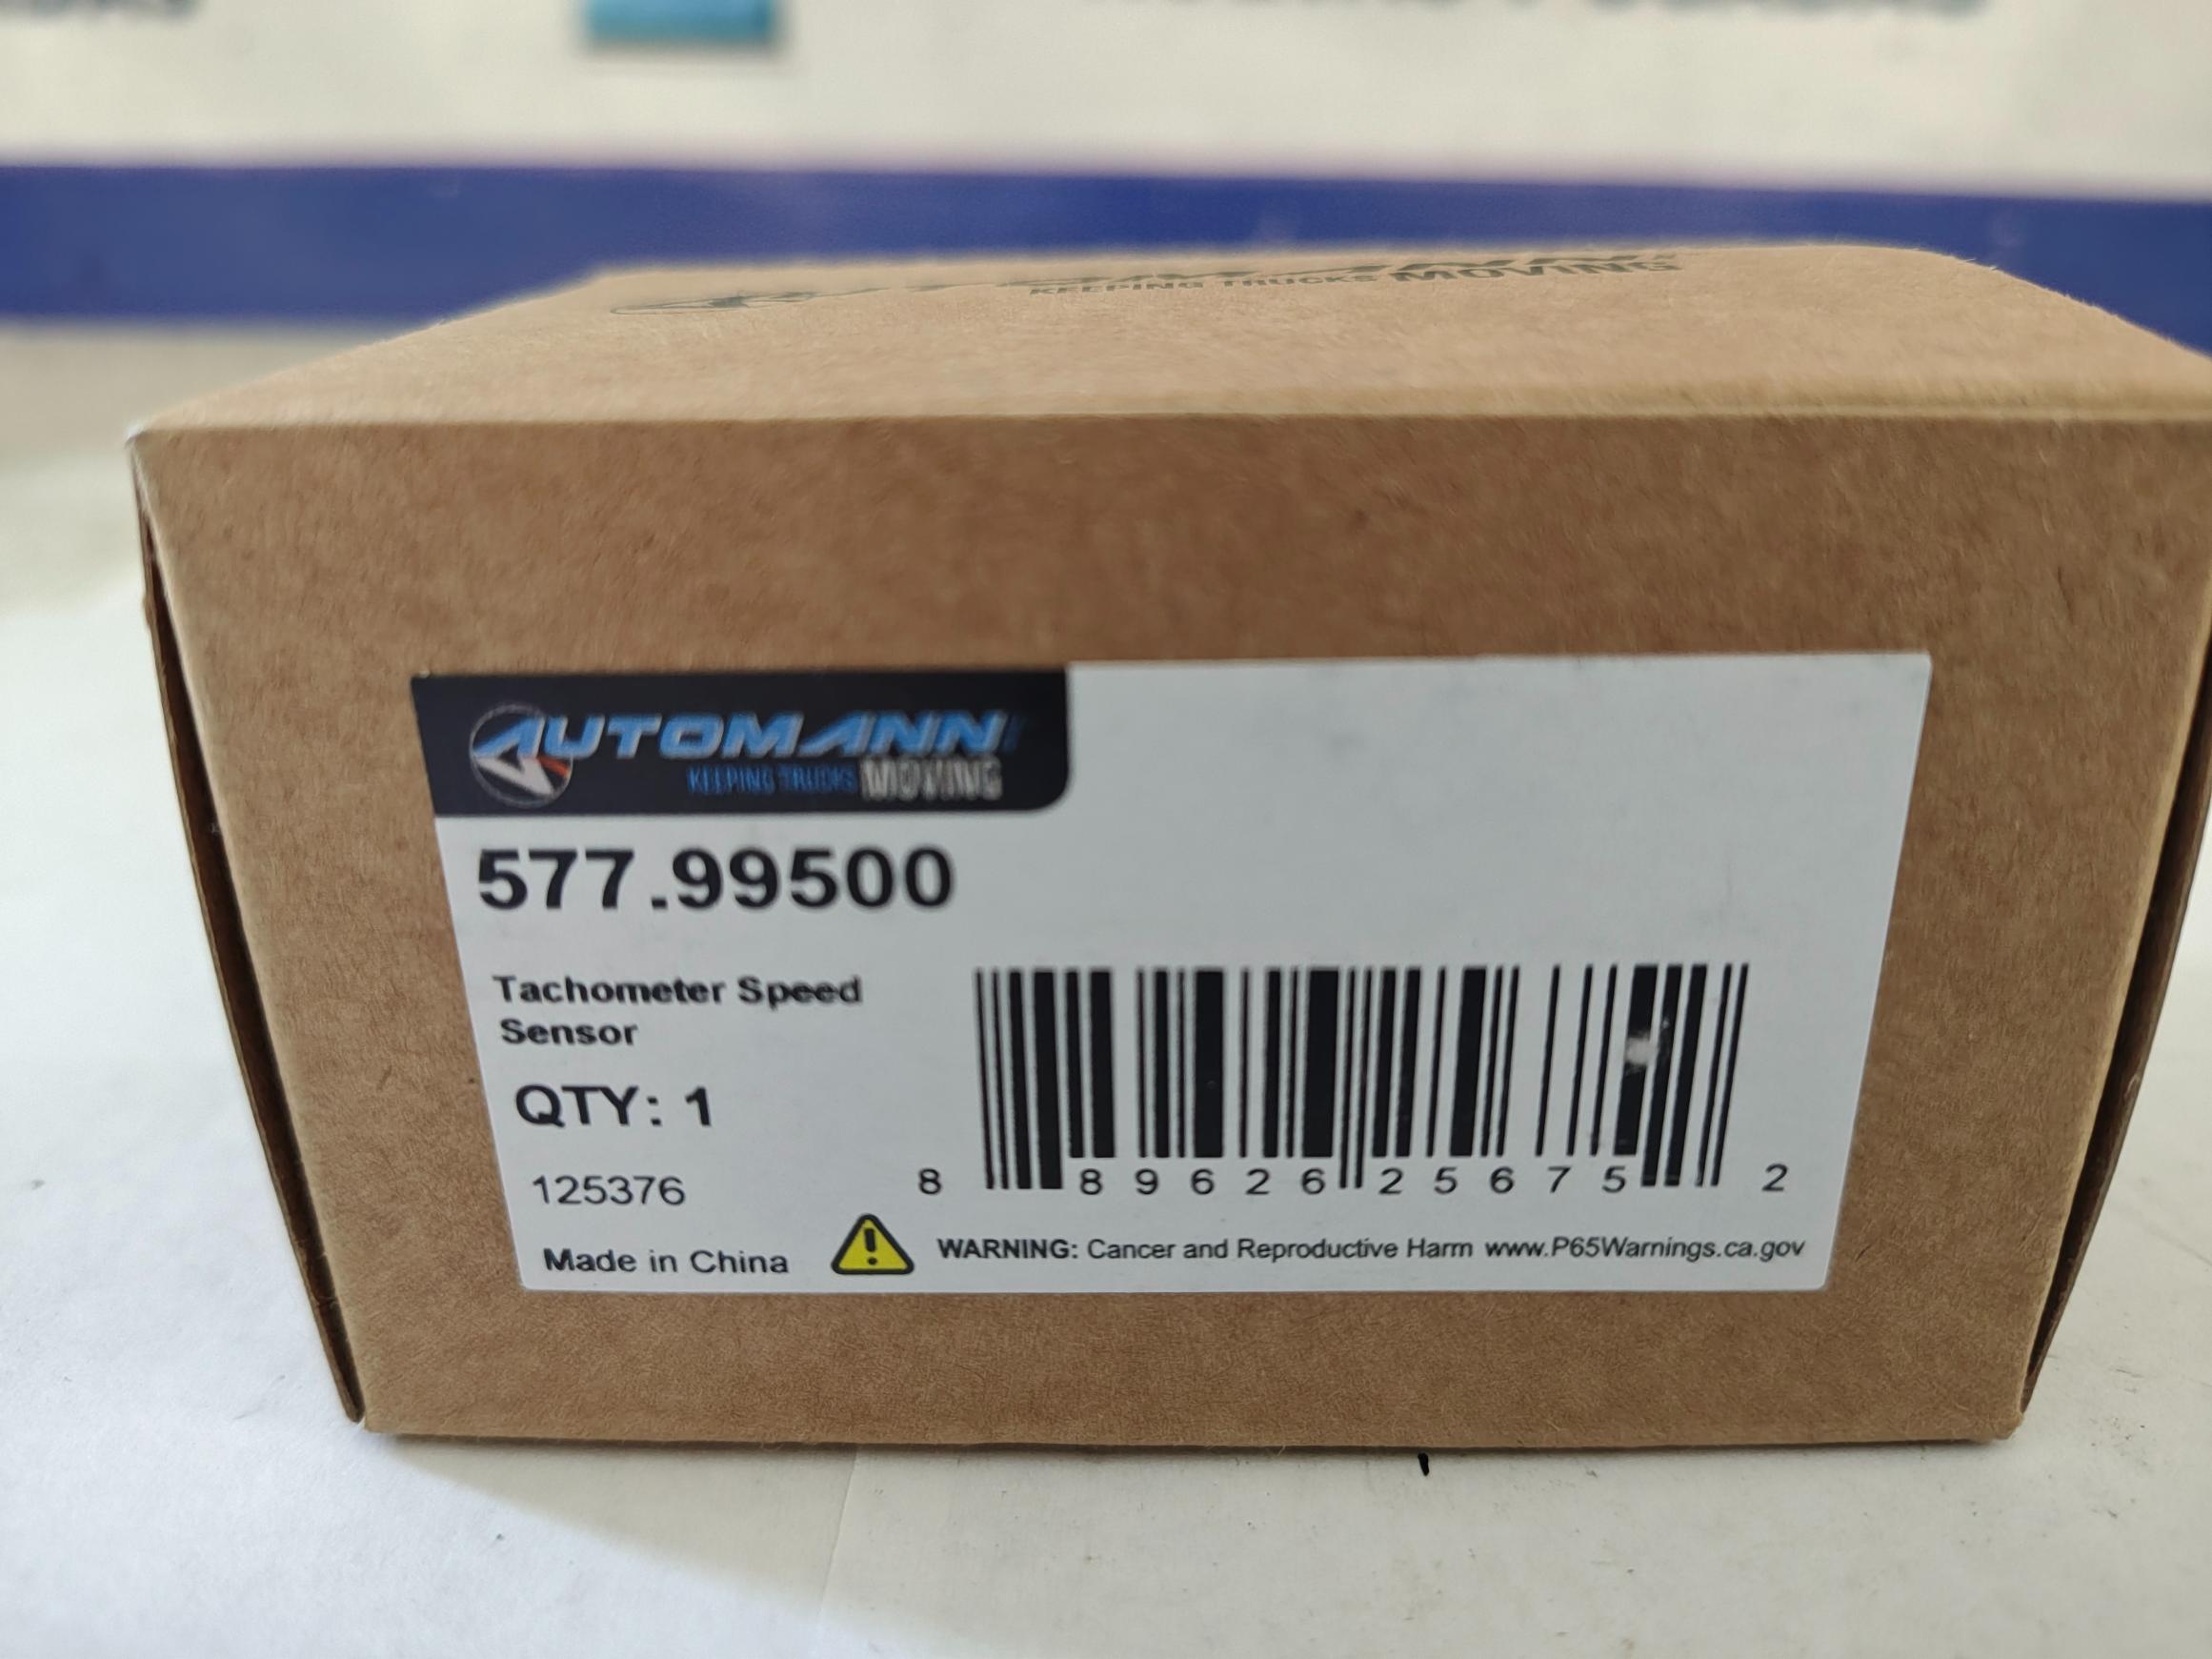 KEEPING TRUCKS MOVING
AUTOMANN
KEEPING TRUCKS MOVING
577.99500
Tachometer Speed
Sensor
QTY: 1
125376
8 89626 25675 2
Made in China
WARNING: Cancer and Reproductive Harm www.P65Warnings.ca.gov